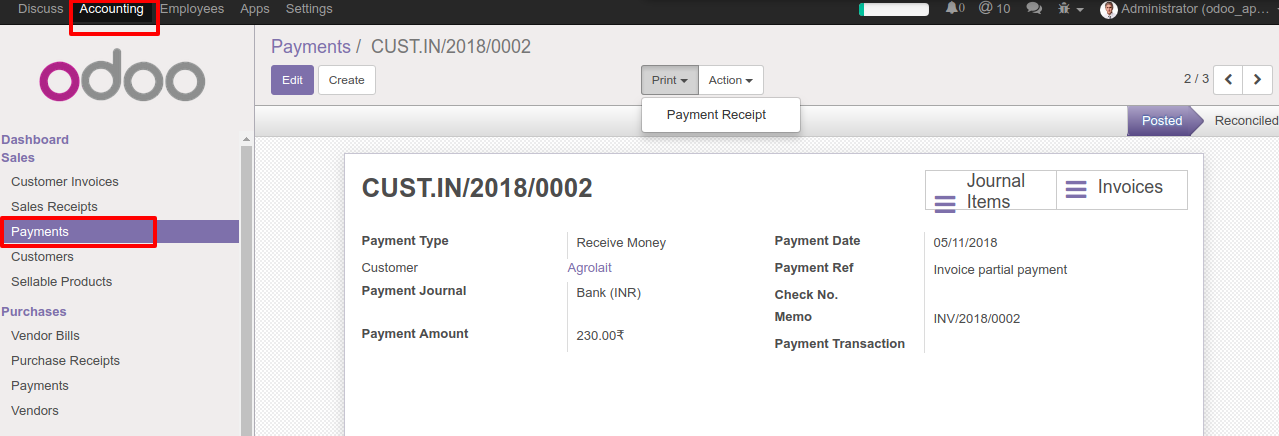 Discuss Accounting Employees Apps Settings 0 @ 10 Administrator (odoo_ap...
odoo
Payments / CUST.IN/2018/0002
Edit Create Print Action 2 / 3
Payment Receipt
Posted Reconciled
Dashboard
Sales
Customer Invoices
Sales Receipts
Payments
Customers
Sellable Products
Purchases
Vendor Bills
Purchase Receipts
Payments
Vendors
CUST.IN/2018/0002
Journal Items
Invoices
Payment Type Receive Money
Customer Agrolait
Payment Journal Bank (INR)
Payment Amount 230.00₹
Payment Date 05/11/2018
Payment Ref Invoice partial payment
Check No.
Memo INV/2018/0002
Payment Transaction